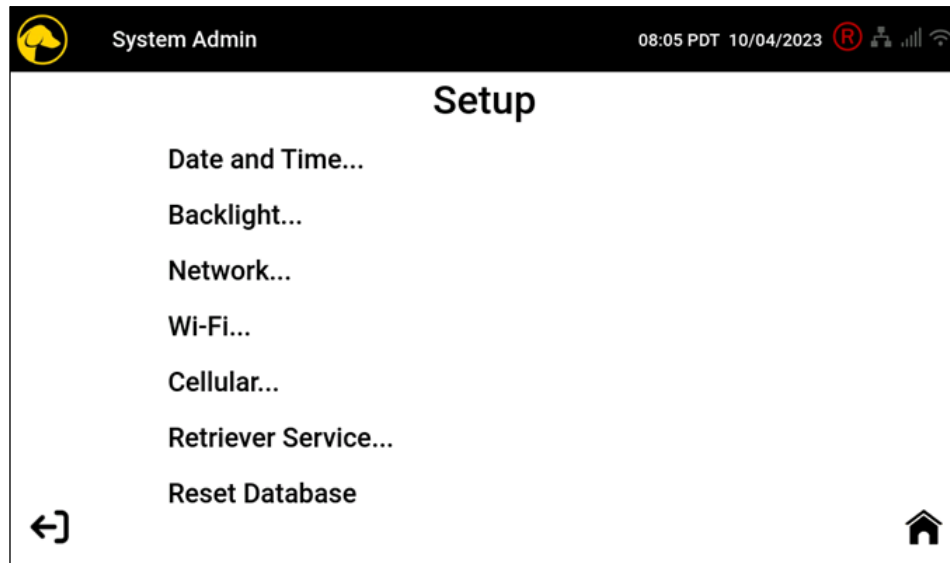 System Admin
08:05 PDT 10/04/2023 R
Setup
Date and Time...
Backlight...
Network...
Wi-Fi...
Cellular...
Retriever Service...
Reset Database